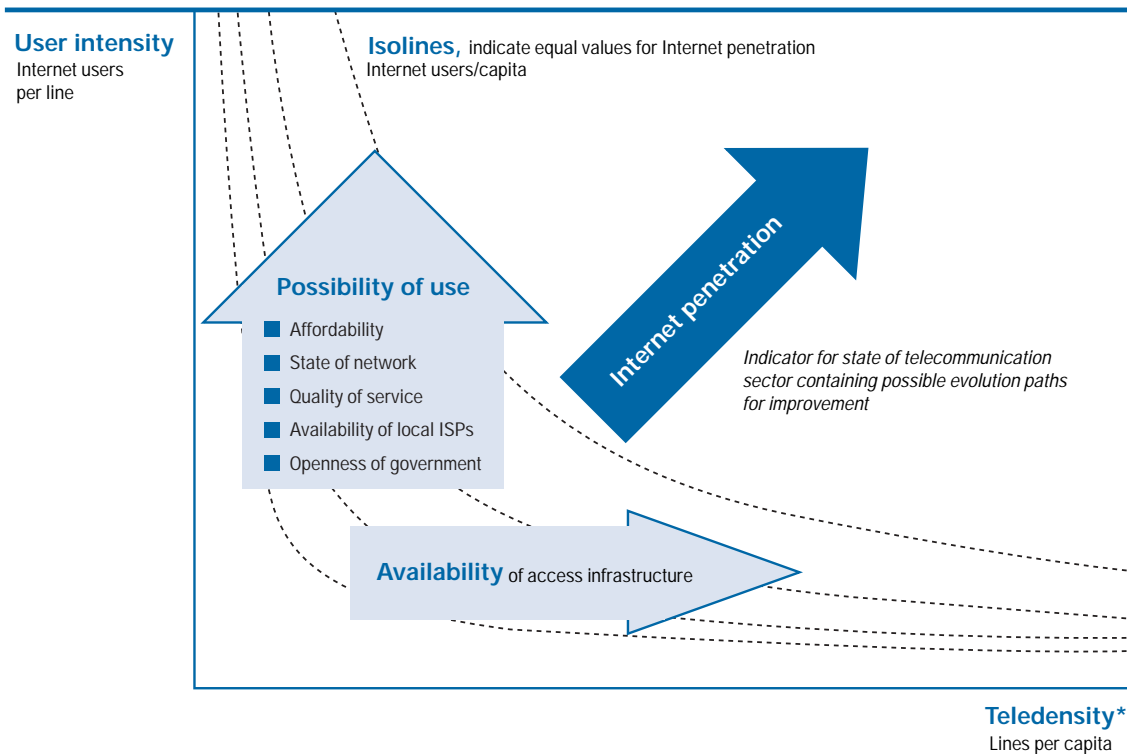 User intensity
Internet users
per line
Isolines, indicate equal values for Internet penetration
Internet users/capita
Possibility of use
Affordability
State of network
Quality of service
Availability of local ISPs
Openness of government
Internet penetration
Indicator for state of telecommunication
sector containing possible evolution paths
for improvement
Availability of access infrastructure
Teledensity*
Lines per capita